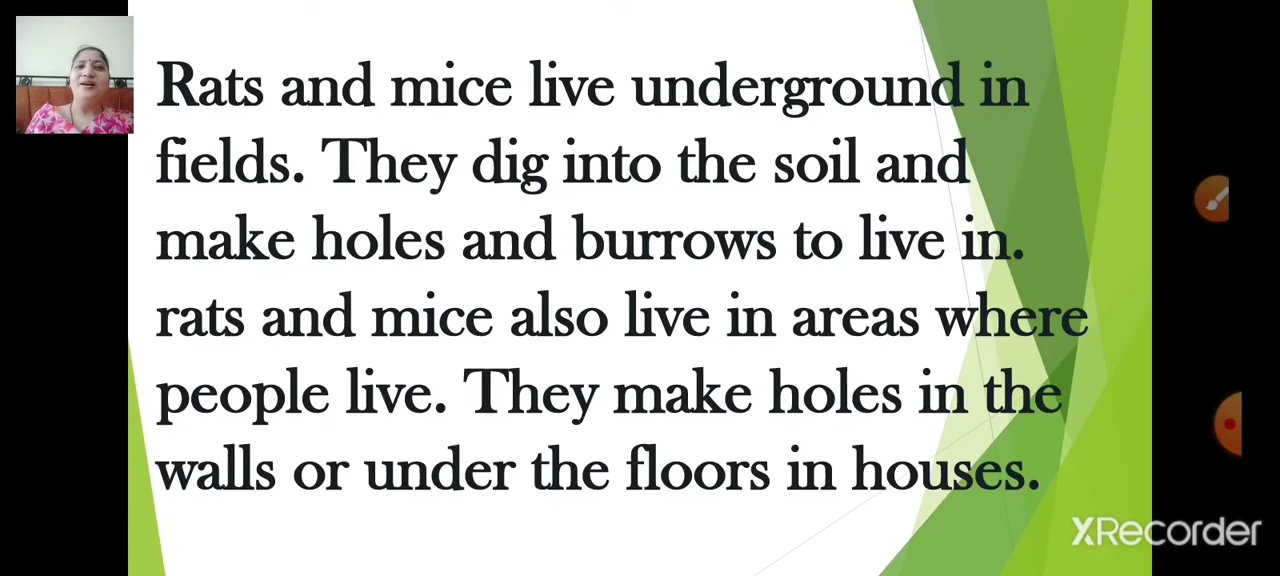 Rats and mice live underground in
fields. They dig into the soil and
make holes and burrows to live in.
rats and mice also live in areas where
people live. They make holes in the
walls or under the floors in houses.
XRecorder